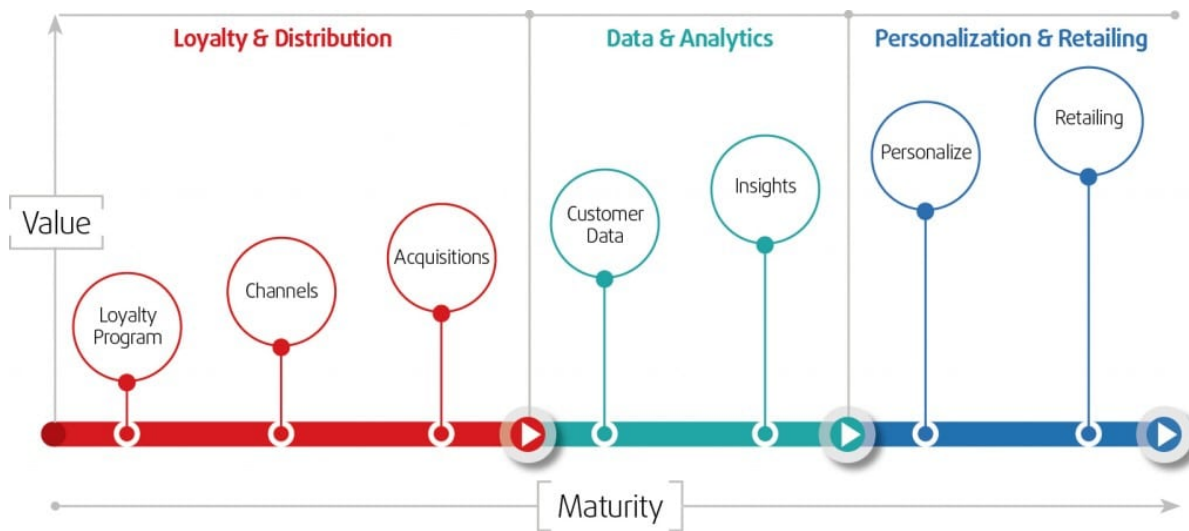 Loyalty & Distribution
Data & Analytics
Personalization & Retailing
Value
Loyalty
Program
Channels
Acquisitions
Customer
Data
Insights
Personalize
Retailing
Maturity